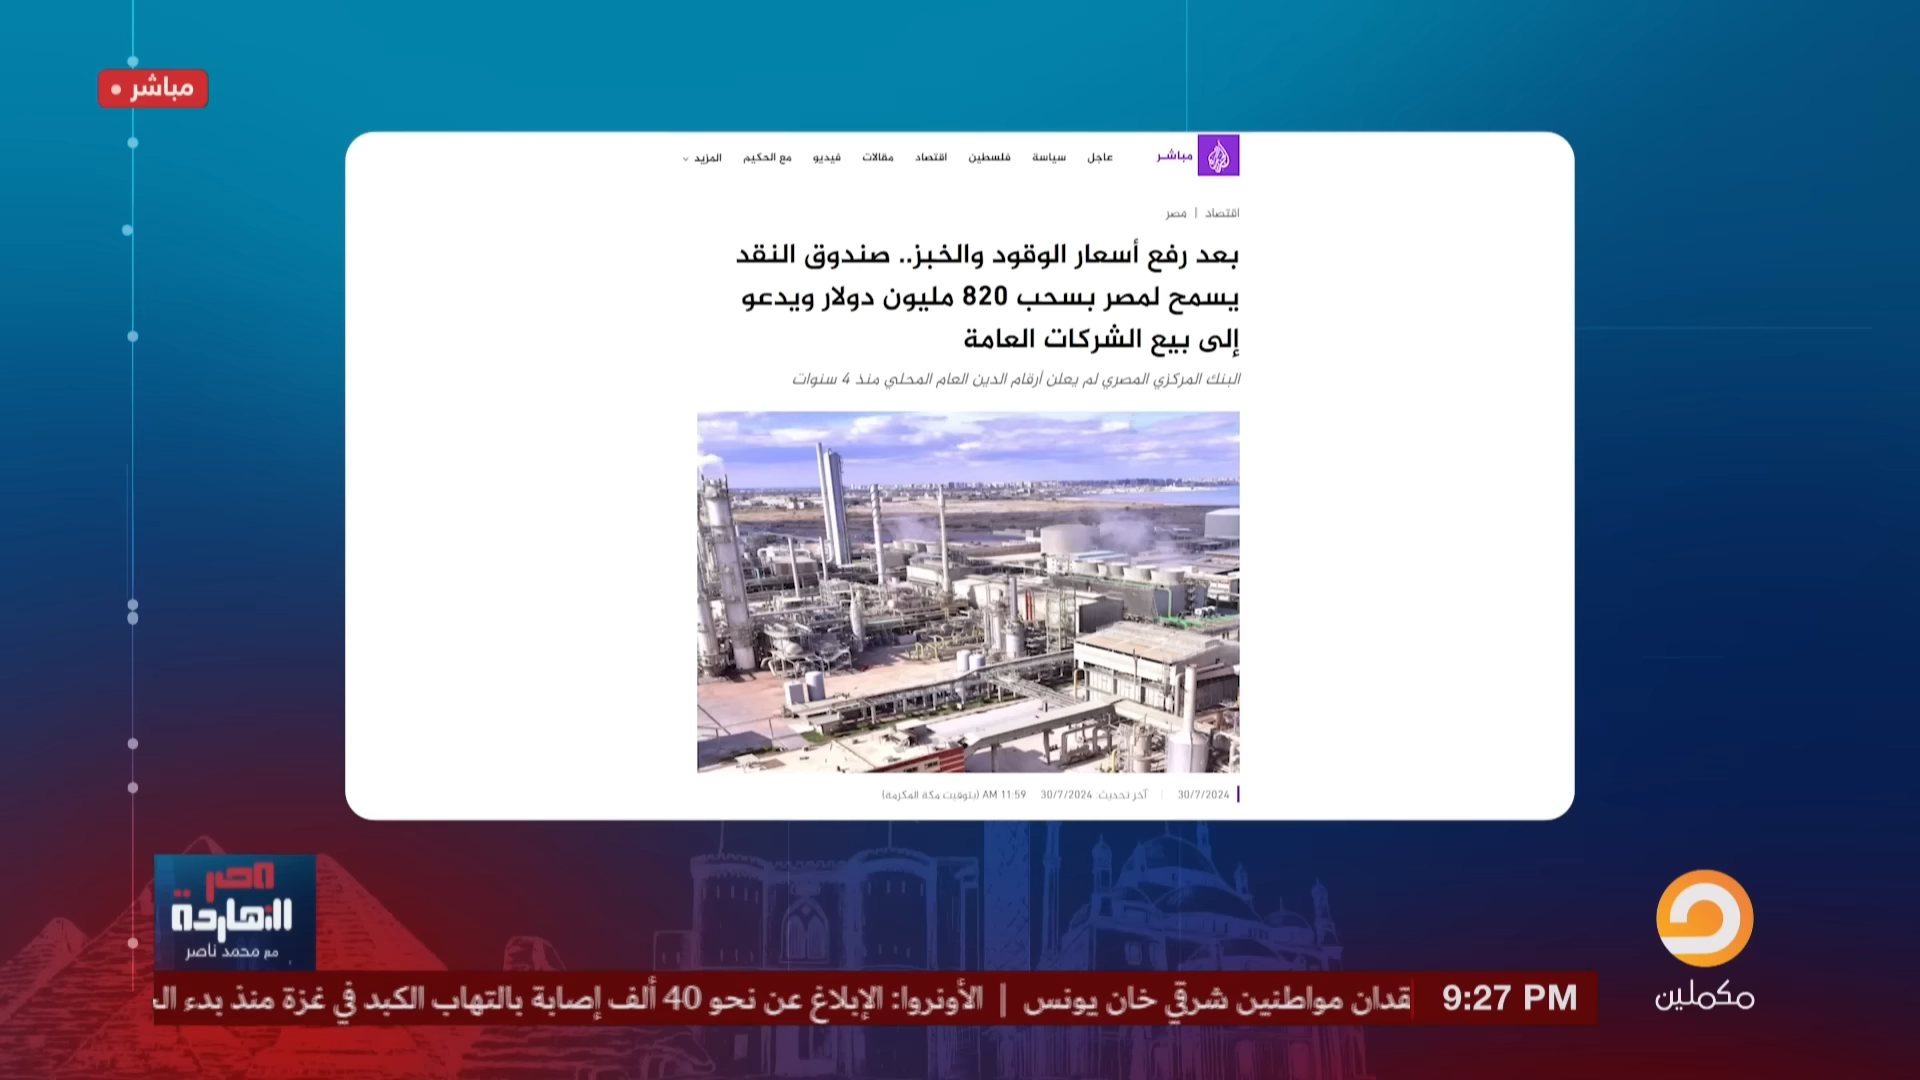 مباشر
مباشر
عاجل سياسة فلسطين اقتصاد مقالات فيديو مع الحكيم المزيد
اقتصاد | مصر
بعد رفع أسعار الوقود والخبز.. صندوق النقد
يسمح لمصر بسحب 820 مليون دولار ويدعو
إلى بيع الشركات العامة
البنك المركزي المصري لم يعلن أرقام الدين العام المحلي منذ 4 سنوات
30/7/2024 | آخر تحديث: 30/7/2024 11:59 AM (بتوقيت مكة المكرمة)
مصر
النهاردة
مع محمد ناصر
مكملين
قدان مواطنين شرقي خان يونس | الأونروا: الإبلاغ عن نحو 40 ألف إصابة بالتهاب الكبد في غزة منذ بدء
9:27 PM